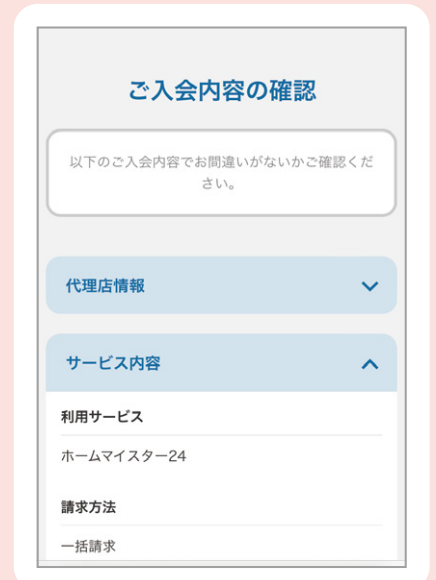 ご入会内容の確認
以下のご入会内容でお間違いがないかご確認くだ
さい。
代理店情報
サービス内容
利用サービス
ホームマイスター24
請求方法
一括請求